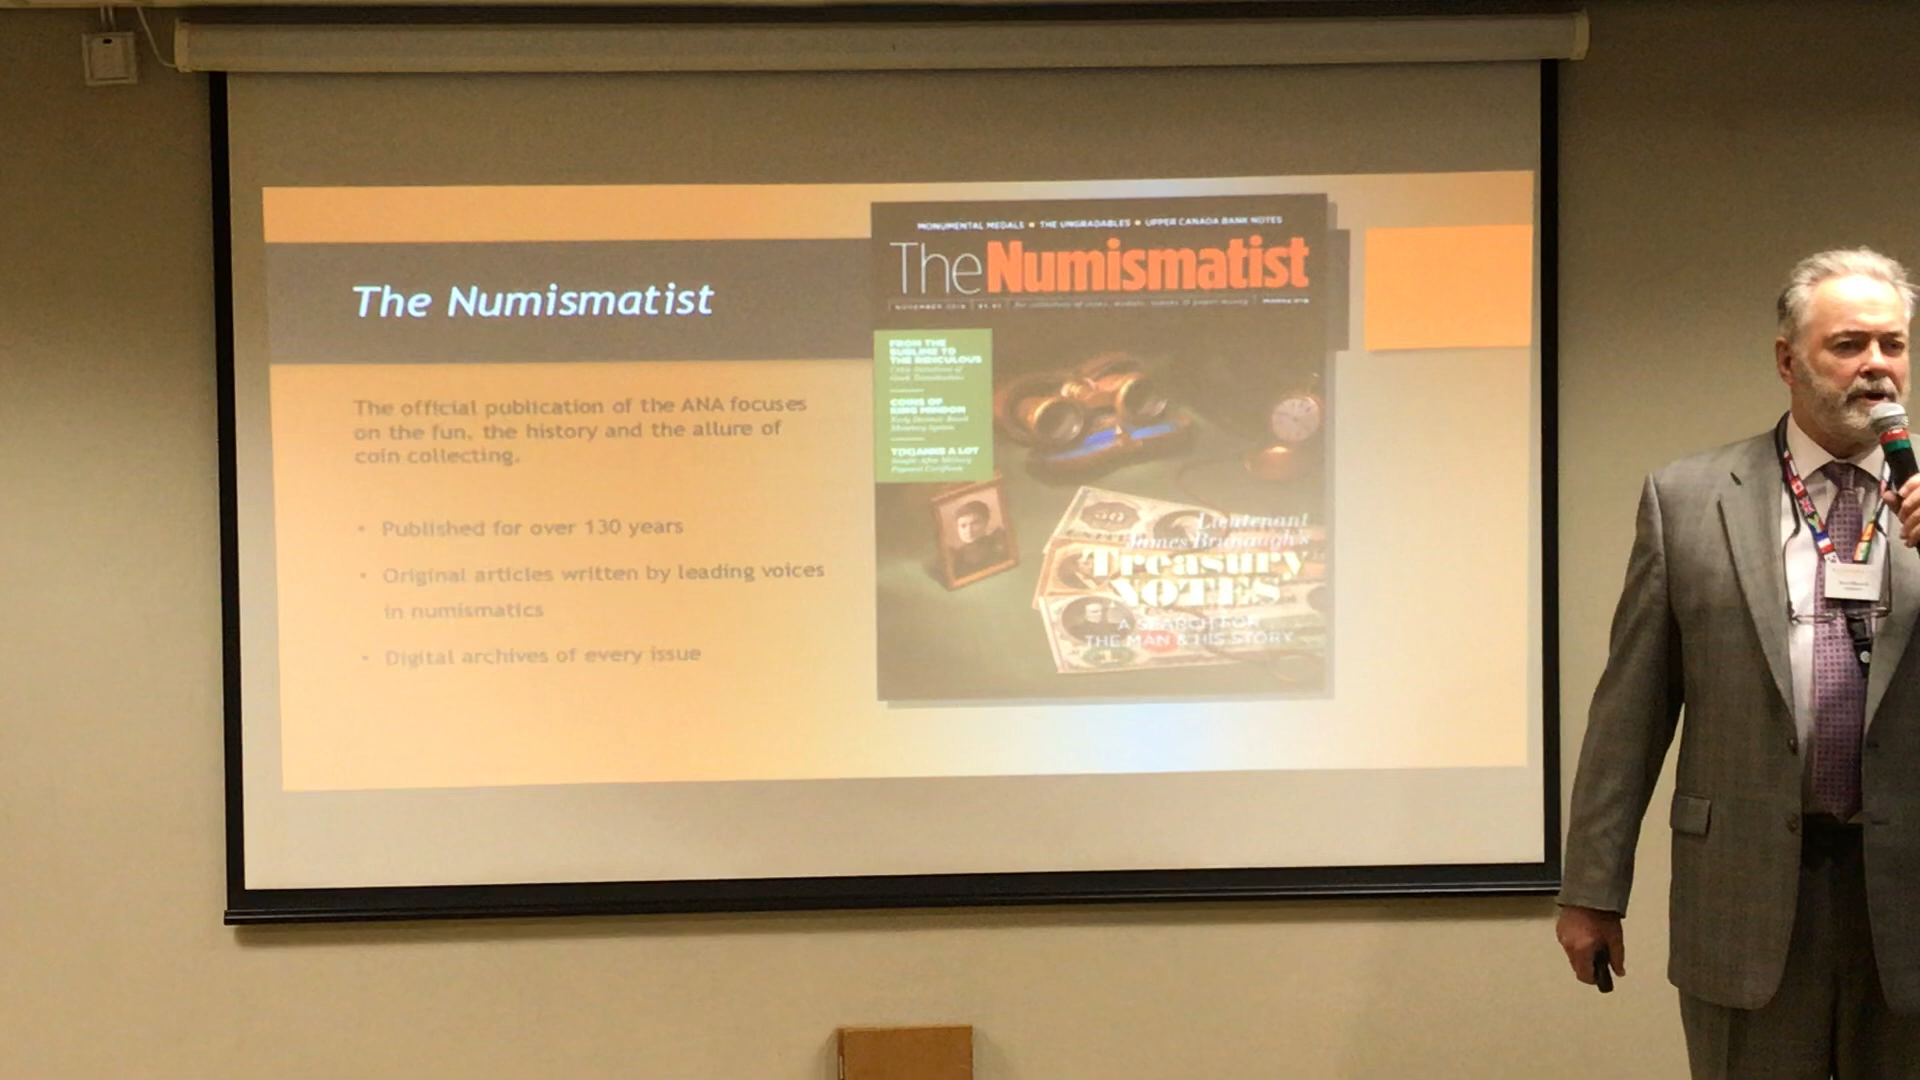 The Numismatist
The official publication of the ANA focuses
on the fun, the history and the allure of
coin collecting.
• Published for over 130 years
• Original articles written by leading voices
in numismatics
• Digital archives of every issue
MONUMENTAL MEDALS • THE UNGRADABLES • UPPER CANADA BANK NOTES
The Numismatist
FROM THE
SUBLIME TO
THE RIDICULOUS
COINS OF
KING MINDON
TOGANIS A LOT
Lieutenant
James Brunaugh's
Treasury
NOTES
A SEARCH FOR
THE MAN & HIS STORY